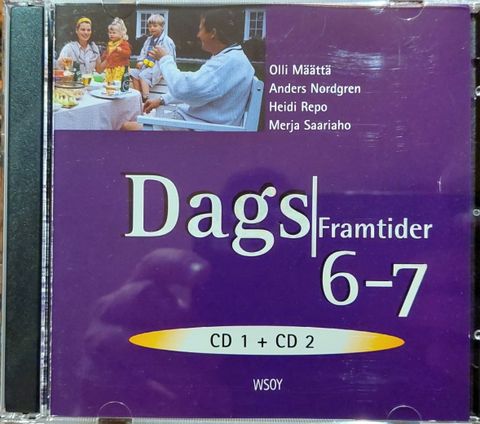 Olli Määttä
Anders Nordgren
Heidi Repo
Merja Saariaho
Dags Framtider
6-7
CD 1 + CD 2
WSOY